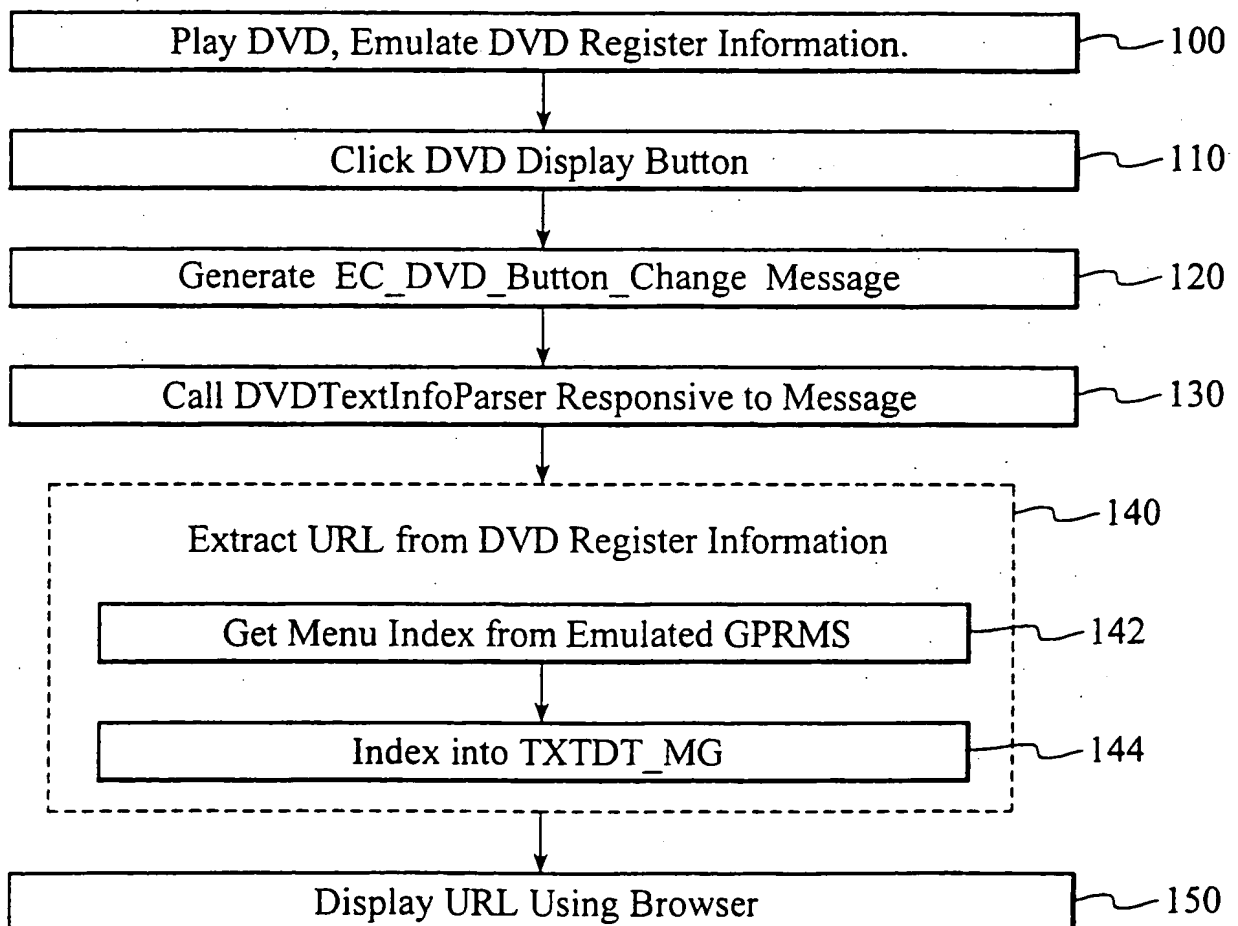 Play DVD, Emulate DVD Register Information.
100
Click DVD Display Button
110
Generate EC_DVD_Button_Change Message
120
Call DVDTextInfoParser Responsive to Message
130
140
Extract URL from DVD Register Information
Get Menu Index from Emulated GPRMS
142
Index into TXTDT_MG
144
Display URL Using Browser
150